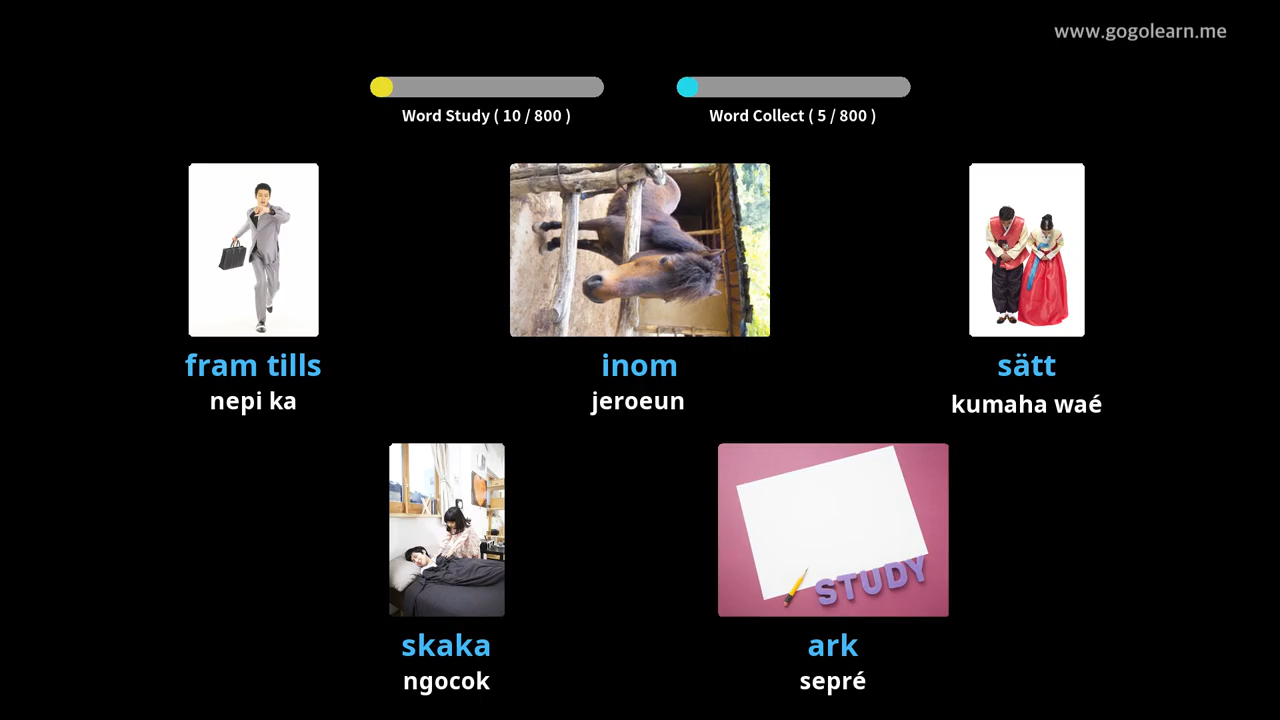 www.gogolearn.me
Word Study ( 10 / 800 )
Word Collect ( 5 / 800 )
fram tills
nepi ka
inom
jeroeun
sätt
kumaha waé
STUDY
skaka
ngocok
ark
sepré